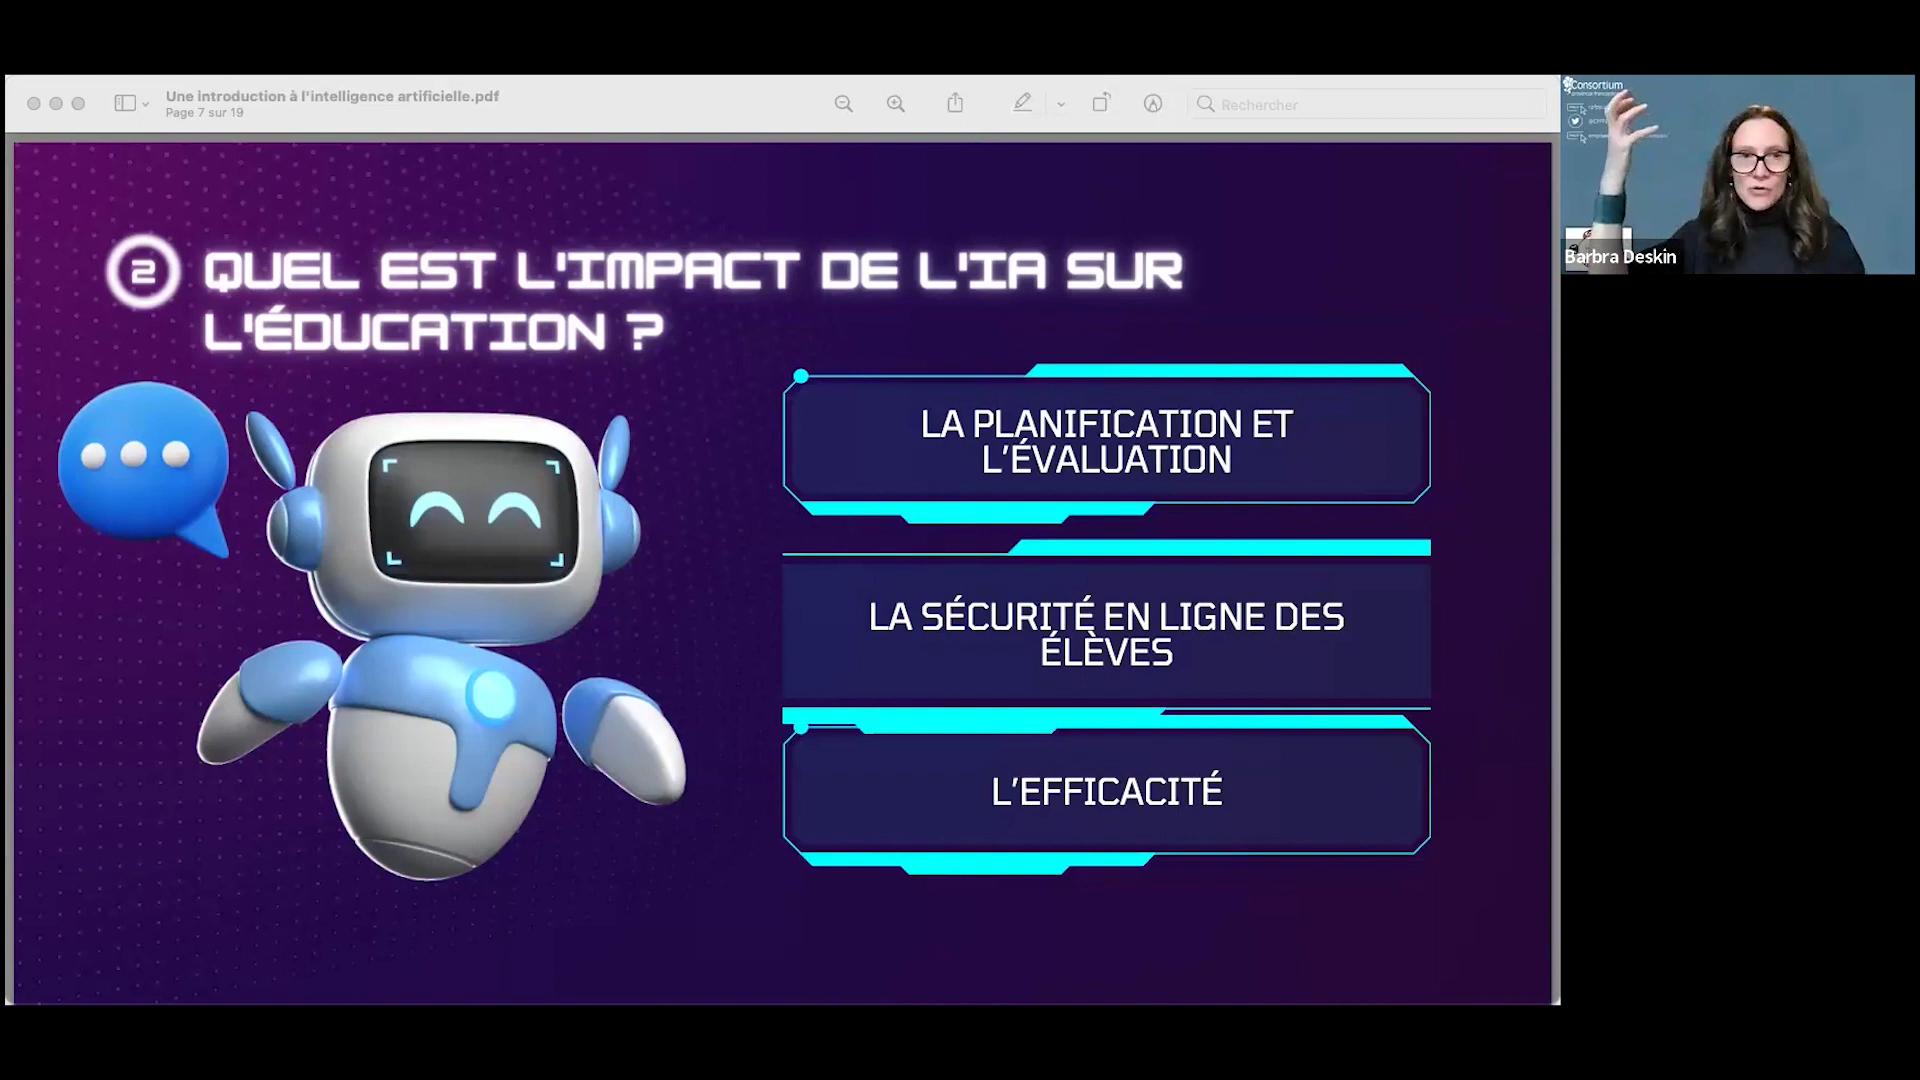 Une introduction à l'intelligence artificielle.pdf
Page 7 sur 19
Rechercher
2 QUEL EST L'IMPACT DE L'IA SUR
L'ÉDUCATION ?
LA PLANIFICATION ET
L'ÉVALUATION
LA SÉCURITÉ EN LIGNE DES
ÉLÈVES
L'EFFICACITÉ
Consortium
Barbra Deskin